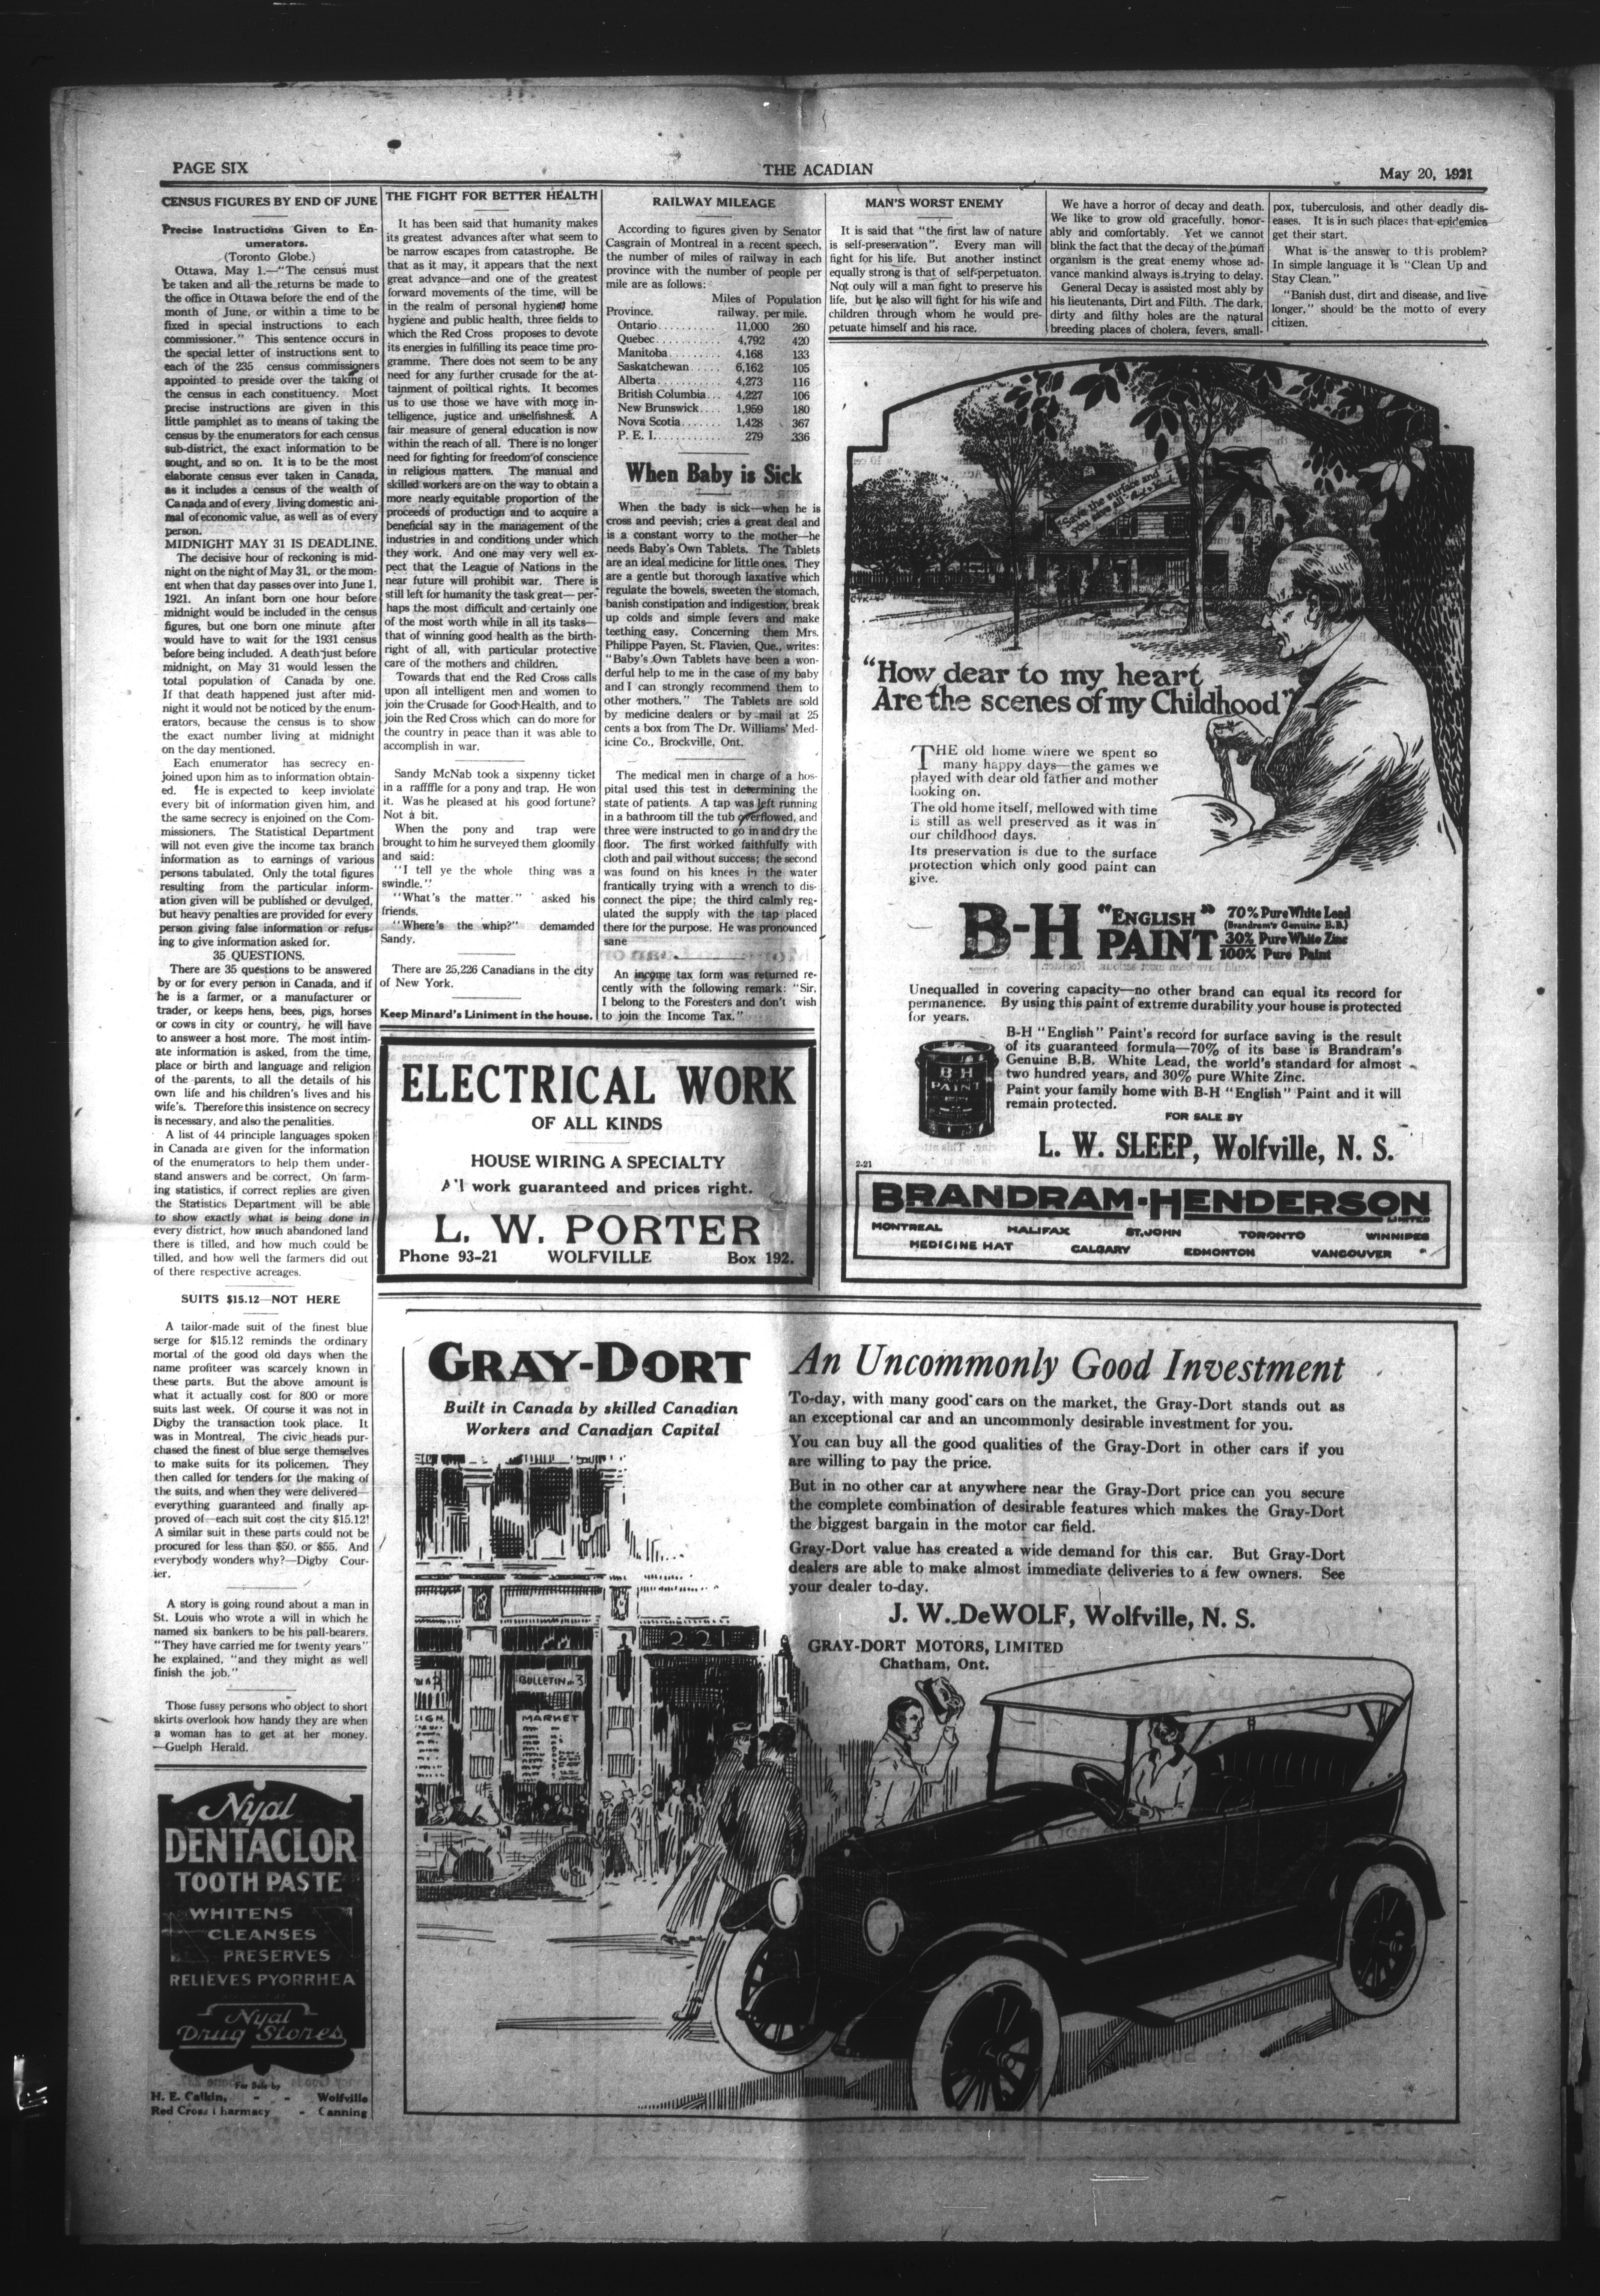 PAGE SIX
THE ACADIAN
May 20, 1921
CENSUS FIGURES BY END OF JUNE
Precise Instructions Given to En-
umerators.
(Toronto Globe.)
Ottawa, May 1.—"The census must
be taken and all the returns be made to
the office in Ottawa before the end of the
month of June, or within a time to be
fixed in special instructions to each
commissioner." This sentence occurs in
the special letter of instructions sent to
each of the 235 census commissioners
appointed to preside over the taking of
the census in each constituency. Most
precise instructions are given in this
little pamphlet as to means of taking the
census by the enumerators for each census
sub-district, the exact information to be
sought, and so on. It is to be the most
elaborate census ever taken in Canada,
as it includes a census of the wealth of
Canada and of every living domestic ani-
mal of economic value, as well as of every
person.
MIDNIGHT MAY 31 IS DEADLINE.
The decisive hour of reckoning is mid-
night on the night of May 31, or the mom-
ent when that day passes over into June 1,
1921. An infant born one hour before
midnight would be included in the census
figures, but one born one minute after
would have to wait for the 1931 census
before being included. A death just before
midnight, on May 31 would lessen the
total population of Canada by one.
If that death happened just after mid-
night it would not be noticed by the enum-
erators, because the census is to show
the exact number living at midnight
on the day mentioned.
Each enumerator has secrecy en-
joined upon him as to information obtain-
ed. He is expected to keep inviolate
every bit of information given him, and
the same secrecy is enjoined on the Com-
missioners. The Statistical Department
will not even give the income tax branch
information as to earnings of various
persons tabulated. Only the total figures
resulting from the particular inform-
ation given will be published or devulged,
but heavy penalties are provided for every
person giving false information or refus-
ing to give information asked for.
35 QUESTIONS.
There are 35 questions to be answered
by or for every person in Canada, and if
he is a farmer, or a manufacturer or
trader, or keeps hens, bees, pigs, horses
or cows in city or country, he will have
to answeer a host more. The most intim-
ate information is asked, from the time,
place or birth and language and religion
of the parents, to all the details of his
own life and his children's lives and his
wife's. Therefore this insistence on secrecy
is necessary, and also the penalities.
A list of 44 principle languages spoken
in Canada are given for the information
of the enumerators to help them under-
stand answers and be correct. On farm-
ing statistics, if correct replies are given
the Statistics Department will be able
to show exactly what is being done in
every district, how much abandoned land
there is tilled, and how much could be
tilled, and how well the farmers did out
of there respective acreages.
SUITS $15.12—NOT HERE
A tailor-made suit of the finest blue
serge for $15.12 reminds the ordinary
mortal of the good old days when the
name profiteer was scarcely known in
these parts. But the above amount is
what it actually cost for 800 or more
suits last week. Of course it was not in
Digby the transaction took place. It
was in Montreal. The civic heads pur-
chased the finest of blue serge themselves
to make suits for its policemen. They
then called for tenders for the making of
the suits, and when they were delivered—
everything guaranteed and finally ap-
proved of—each suit cost the city $15.12!
A similar suit in these parts could not be
procured for less than $50. or $55. And
everybody wonders why?—Digby Cour-
ier.
A story is going round about a man in
St. Louis who wrote a will in which he
named six bankers to be his pall-bearers.
"They have carried me for twenty years"
he explained, "and they might as well
finish the job."
Those fussy persons who object to short
skirts overlook how handy they are when
a woman has to get at her money.
—Guelph Herald.
Nyal
DENTACLOR
TOOTH PASTE
WHITENS
CLEANSES
PRESERVES
RELIEVES PYORRHEA
Nyal
Drug Stores
For Sale by
H. E. Calkin, - - Wolfville
Red Cross Pharmacy - Canning
THE FIGHT FOR BETTER HEALTH
It has been said that humanity makes
its greatest advances after what seem to
be narrow escapes from catastrophe. Be
that as it may, it appears that the next
great advance—and one of the greatest
forward movements of the time, will be
in the realm of personal hygiene, home
hygiene and public health, three fields to
which the Red Cross proposes to devote
its energies in fulfilling its peace time pro-
gramme. There does not seem to be any
need for any further crusade for the at-
tainment of poiltical rights. It becomes
us to use those we have with more in-
telligence, justice and unselfishness. A
fair measure of general education is now
within the reach of all. There is no longer
need for fighting for freedom of conscience
in religious matters. The manual and
skilled workers are on the way to obtain a
more nearly equitable proportion of the
proceeds of production and to acquire a
beneficial say in the management of the
industries in and conditions under which
they work. And one may very well ex-
pect that the League of Nations in the
near future will prohibit war. There is
still left for humanity the task great—per-
haps the most difficult and certainly one
of the most worth while in all its tasks—
that of winning good health as the birth-
right of all, with particular protective
care of the mothers and children.
Towards that end the Red Cross calls
upon all intelligent men and women to
join the Crusade for Good Health, and to
join the Red Cross which can do more for
the country in peace than it was able to
accomplish in war.
Sandy McNab took a sixpenny ticket
in a raffffle for a pony and trap. He won
it. Was he pleased at his good fortune?
Not a bit.
When the pony and trap were
brought to him he surveyed them gloomily
and said:
"I tell ye the whole thing was a
swindle."
"What's the matter." asked his
friends.
"Where's the whip?" demamded
Sandy.
There are 25,226 Canadians in the city
of New York.
Keep Minard's Liniment in the house.
RAILWAY MILEAGE
According to figures given by Senator
Casgrain of Montreal in a recent speech,
the number of miles of railway in each
province with the number of people per
mile are as follows:
Miles of Population
Province. railway. per mile.
Ontario.......... 11,000 260
Quebec.......... 4,792 420
Manitoba......... 4,168 133
Saskatchewan..... 6,162 105
Alberta.......... 4,273 116
British Columbia... 4,227 106
New Brunswick.... 1,959 180
Nova Scotia....... 1,428 367
P. E. I........... 279 336
When Baby is Sick
When the bady is sick—when he is
cross and peevish; cries a great deal and
is a constant worry to the mother—he
needs Baby's Own Tablets. The Tablets
are an ideal medicine for little ones. They
are a gentle but thorough laxative which
regulate the bowels, sweeten the stomach,
banish constipation and indigestion, break
up colds and simple fevers and make
teething easy. Concerning them Mrs.
Philippe Payen, St. Flavien, Que., writes:
"Baby's Own Tablets have been a won-
derful help to me in the case of my baby
and I can strongly recommend them to
other mothers." The Tablets are sold
by medicine dealers or by mail at 25
cents a box from The Dr. Williams' Med-
icine Co., Brockville, Ont.
The medical men in charge of a hos-
pital used this test in determining the
state of patients. A tap was left running
in a bathroom till the tub overflowed, and
three were instructed to go in and dry the
floor. The first worked faithfully with
cloth and pail without success; the second
was found on his knees in the water
frantically trying with a wrench to dis-
connect the pipe; the third calmly reg-
ulated the supply with the tap placed
there for the purpose. He was pronounced
sane
An income tax form was returned re-
cently with the following remark: "Sir,
I belong to the Foresters and don't wish
to join the Income Tax."
ELECTRICAL WORK
OF ALL KINDS
HOUSE WIRING A SPECIALTY
All work guaranteed and prices right.
L. W. PORTER
Phone 93-21 WOLFVILLE Box 192.
MAN'S WORST ENEMY
It is said that "the first law of nature
is self-preservation". Every man will
fight for his life. But another instinct
equally strong is that of self-perpetuaton.
Not only will a man fight to preserve his
life, but he also will fight for his wife and
children through whom he would pre-
petuate himself and his race.
We have a horror of decay and death.
We like to grow old gracefully, honor-
ably and comfortably. Yet we cannot
blink the fact that the decay of the human
organism is the great enemy whose ad-
vance mankind always is trying to delay.
General Decay is assisted most ably by
his lieutenants, Dirt and Filth. The dark,
dirty and filthy holes are the natural
breeding places of cholera, fevers, small-
pox, tuberculosis, and other deadly dis-
eases. It is in such places that epidemics
get their start.
What is the answer to this problem?
In simple language it is "Clean Up and
Stay Clean."
"Banish dust, dirt and disease, and live
longer," should be the motto of every
citizen.
"Save the surface and
you save all"
"How dear to my heart
Are the scenes of my Childhood"
THE old home where we spent so
many happy days—the games we
played with dear old father and mother
looking on.
The old home itself, mellowed with time
is still as well preserved as it was in
our childhood days.
Its preservation is due to the surface
protection which only good paint can
give.
B-H "ENGLISH" PAINT
70% Pure White Lead
(Brandram's Genuine B.B.)
30% Pure White Zinc
100% Pure Paint
Unequalled in covering capacity—no other brand can equal its record for
permanence. By using this paint of extreme durability your house is protected
for years.
B-H "English" Paint's record for surface saving is the result
of its guaranteed formula—70% of its base is Brandram's
Genuine B.B. White Lead, the world's standard for almost
two hundred years, and 30% pure White Zinc.
Paint your family home with B-H "English" Paint and it will
remain protected.
B-H
PAINT
FOR SALE BY
L. W. SLEEP, Wolfville, N. S.
2-21
BRANDRAM-HENDERSON
LIMITED
MONTREAL HALIFAX ST. JOHN TORONTO WINNIPEG
MEDICINE HAT CALGARY EDMONTON VANCOUVER
GRAY-DORT
Built in Canada by skilled Canadian
Workers and Canadian Capital
An Uncommonly Good Investment
To-day, with many good cars on the market, the Gray-Dort stands out as
an exceptional car and an uncommonly desirable investment for you.
You can buy all the good qualities of the Gray-Dort in other cars if you
are willing to pay the price.
But in no other car at anywhere near the Gray-Dort price can you secure
the complete combination of desirable features which makes the Gray-Dort
the biggest bargain in the motor car field.
Gray-Dort value has created a wide demand for this car. But Gray-Dort
dealers are able to make almost immediate deliveries to a few owners. See
your dealer to-day.
J. W. DeWOLF, Wolfville, N. S.
GRAY-DORT MOTORS, LIMITED
Chatham, Ont.
221
BULLETIN No 3
MARKET